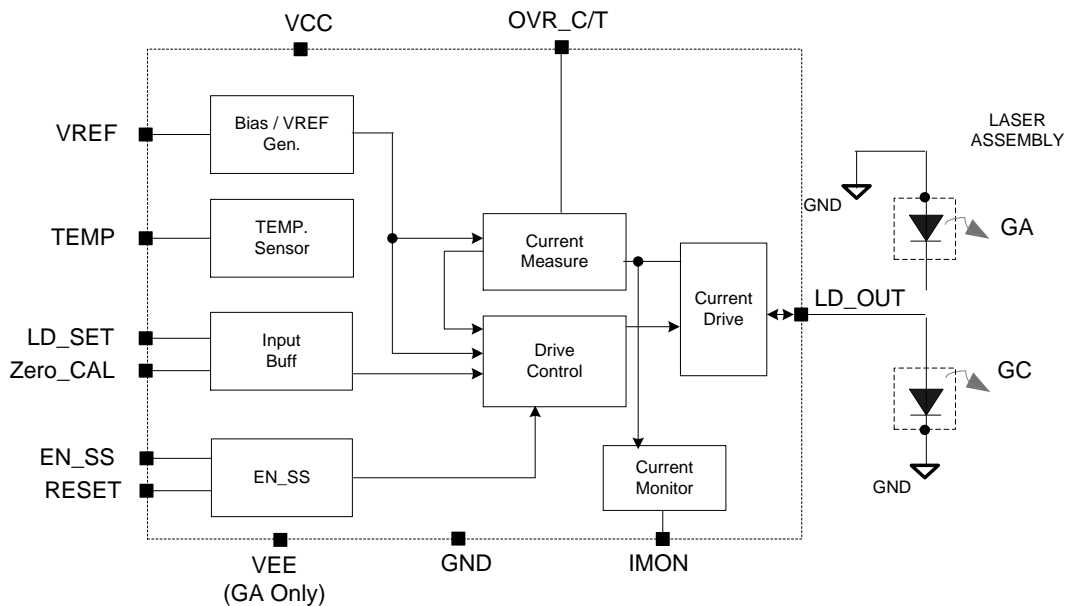 VCC
OVR_C/T
VREF
Bias / VREF
Gen.
LASER
ASSEMBLY
GND
TEMP
TEMP.
Sensor
Current
Measure
GA
LD_SET
Zero_CAL
Input
Buff
Drive
Control
Current
Drive
LD_OUT
GC
EN_SS
RESET
EN_SS
Current
Monitor
GND
VEE
(GA Only)
GND
IMON